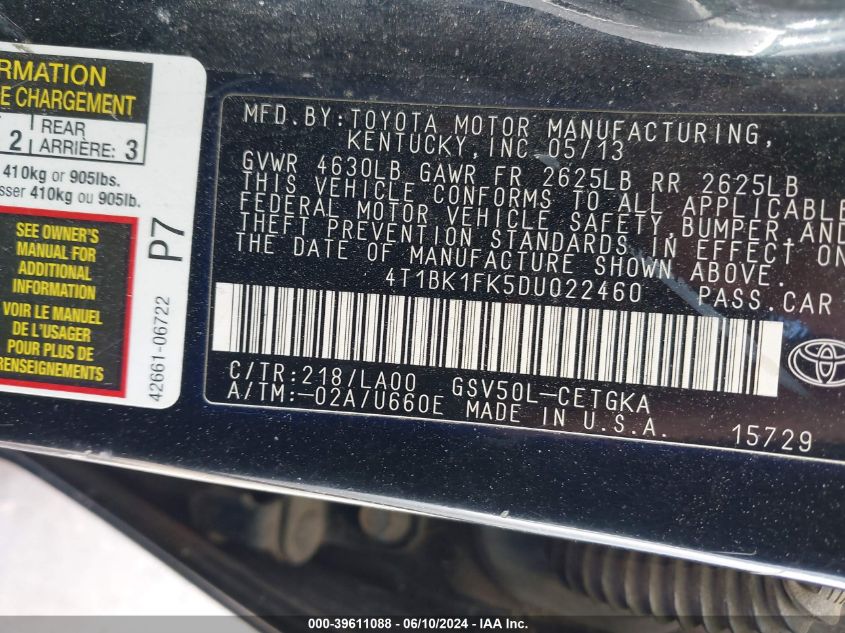 RMATION
E CHARGEMENT
2 REAR ARRIÈRE: 3
410kg or 905lbs.
sser 410kg ou 905lb.
SEE OWNER'S
MANUAL FOR
ADDITIONAL
INFORMATION
VOIR LE MANUEL
DE L'USAGER
POUR PLUS DE
RENSEIGNEMENTS
P7
42661-06722
MFD. BY: TOYOTA MOTOR MANUFACTURING,
KENTUCKY, INC. 05/13
GVWR 4630LB GAWR FR 2625LB RR 2625LB
THIS VEHICLE CONFORMS TO ALL APPLICABLE
FEDERAL MOTOR VEHICLE SAFETY, BUMPER AND
THEFT PREVENTION STANDARDS IN EFFECT ON
THE DATE OF MANUFACTURE SHOWN ABOVE.
4T1BK1FK5DU022460 PASS. CAR
C/TR: 218/LA00 GSV50L-CETGKA
A/TM:-02A/U660E MADE IN U.S.A. 15729
000-39611088 - 06/10/2024 - IAAI.COM